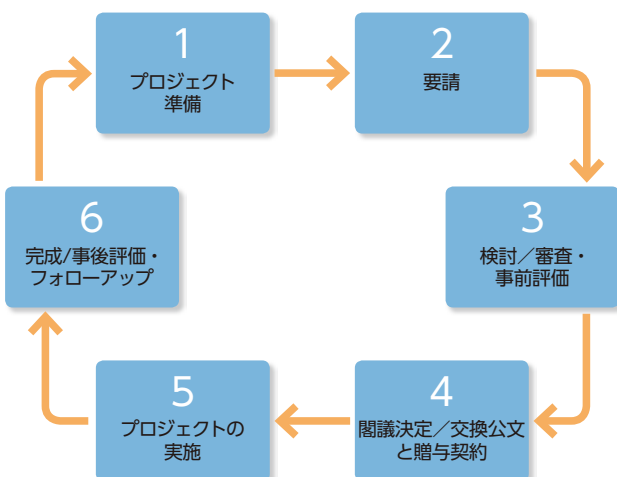 1
プロジェクト
準備
2
要請
3
検討／審査・
事前評価
4
閣議決定／交換公文
と贈与契約
5
プロジェクトの
実施
6
完成/事後評価・
フォローアップ